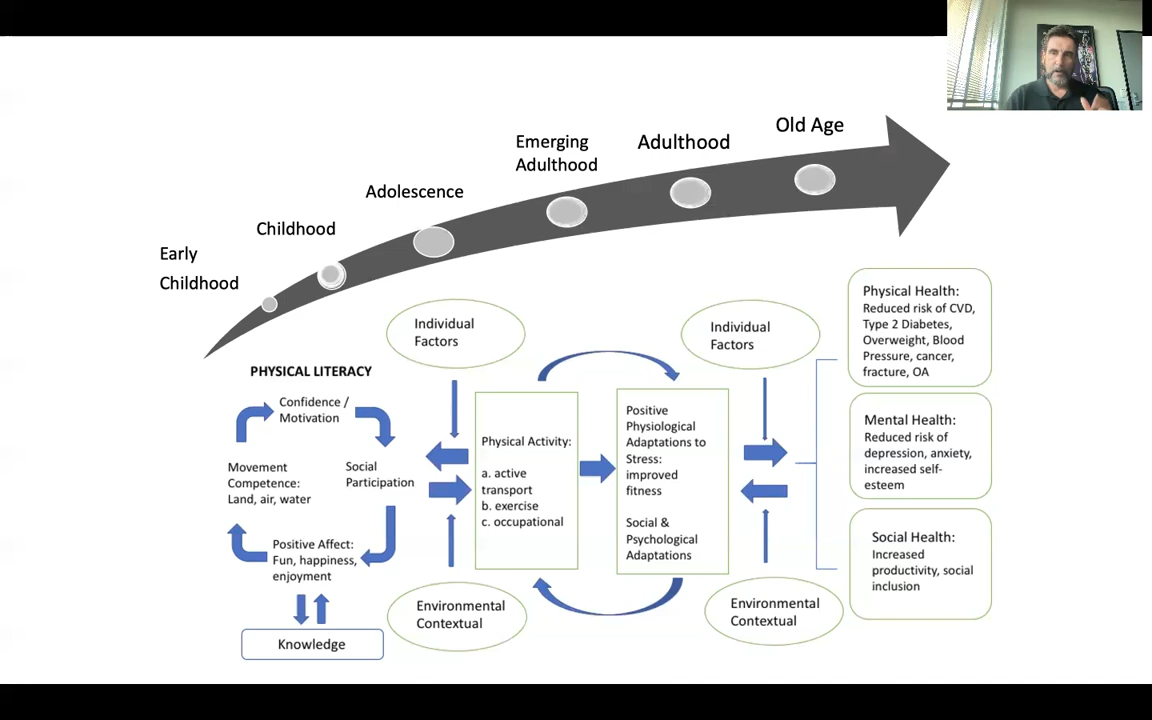 Old Age
Emerging
Adulthood
Adulthood
Adolescence
Childhood
Early
Childhood
PHYSICAL LITERACY
Confidence /
Motivation
Movement
Competence:
Land, air, water
Social
Participation
Positive Affect:
Fun, happiness,
enjoyment
Knowledge
Individual
Factors
Environmental
Contextual
Physical Activity:
a. active
transport
b. exercise
c. occupational
Positive
Physiological
Adaptations to
Stress:
improved
fitness
Social &
Psychological
Adaptations
Individual
Factors
Environmental
Contextual
Physical Health:
Reduced risk of CVD,
Type 2 Diabetes,
Overweight, Blood
Pressure, cancer,
fracture, OA
Mental Health:
Reduced risk of
depression, anxiety,
increased self-
esteem
Social Health:
Increased
productivity, social
inclusion